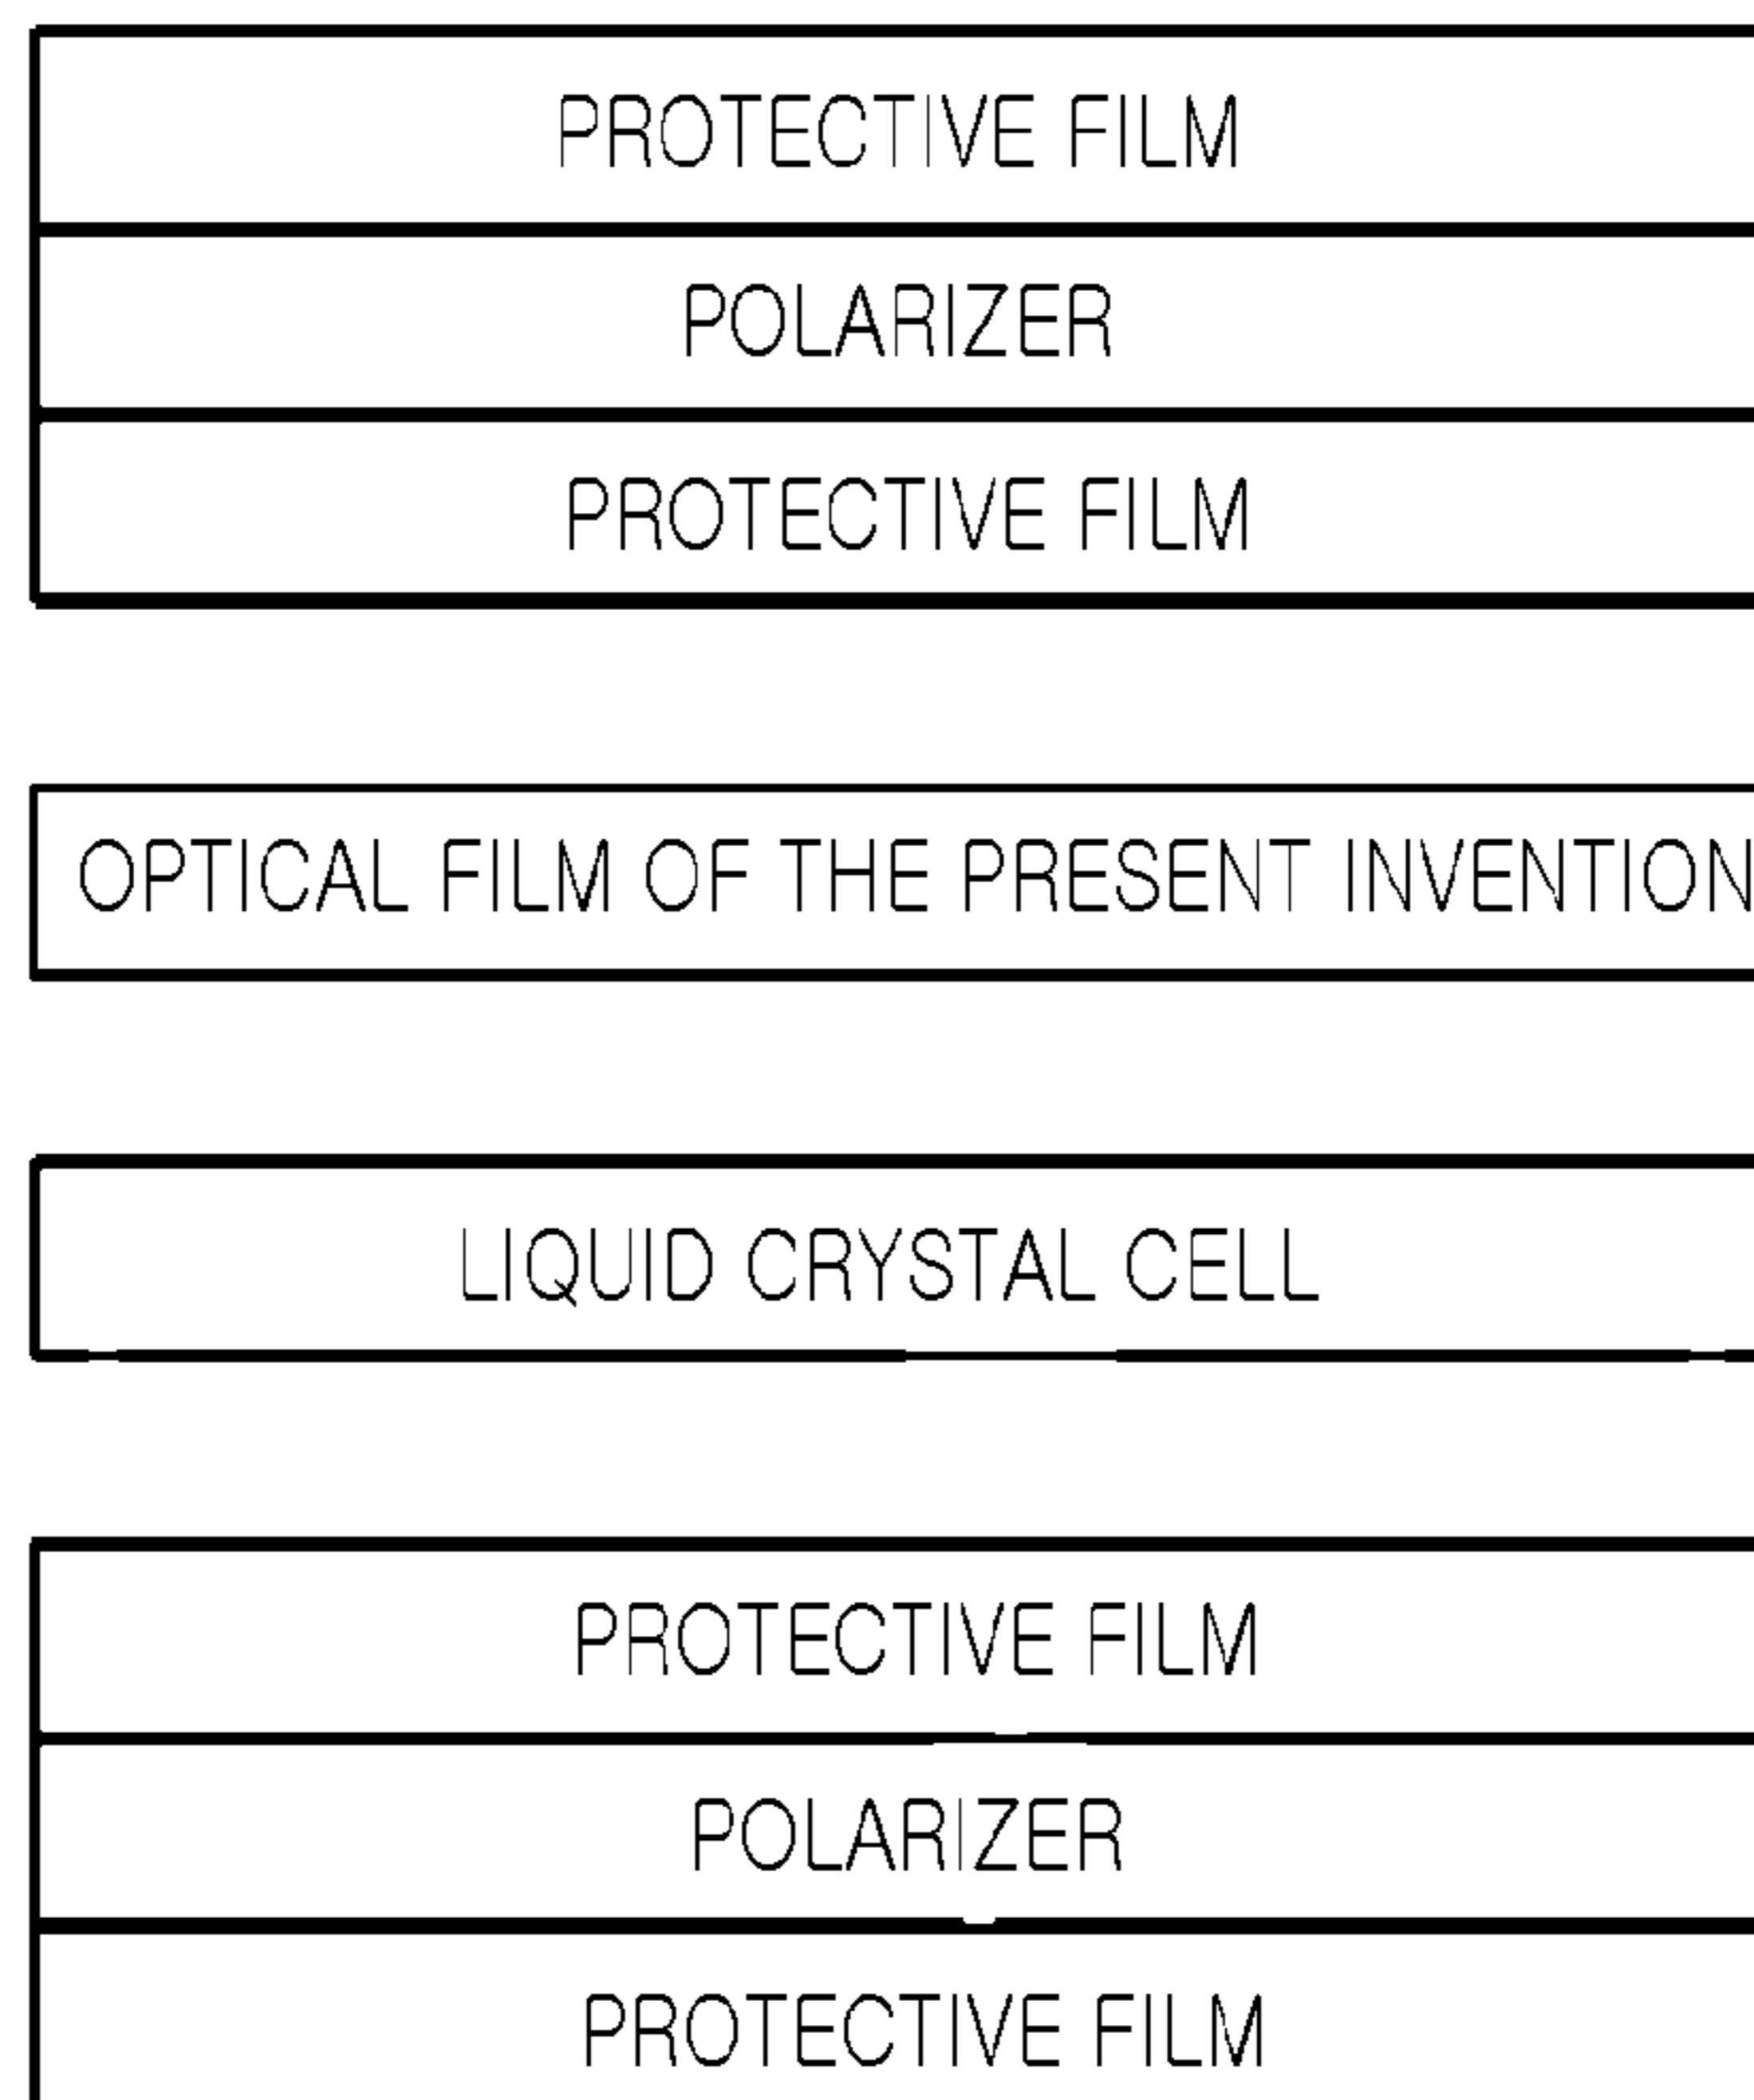 PROTECTIVE FILM
POLARIZER
PROTECTIVE FILM
OPTICAL FILM OF THE PRESENT INVENTION
LIQUID CRYSTAL CELL
PROTECTIVE FILM
POLARIZER
PROTECTIVE FILM